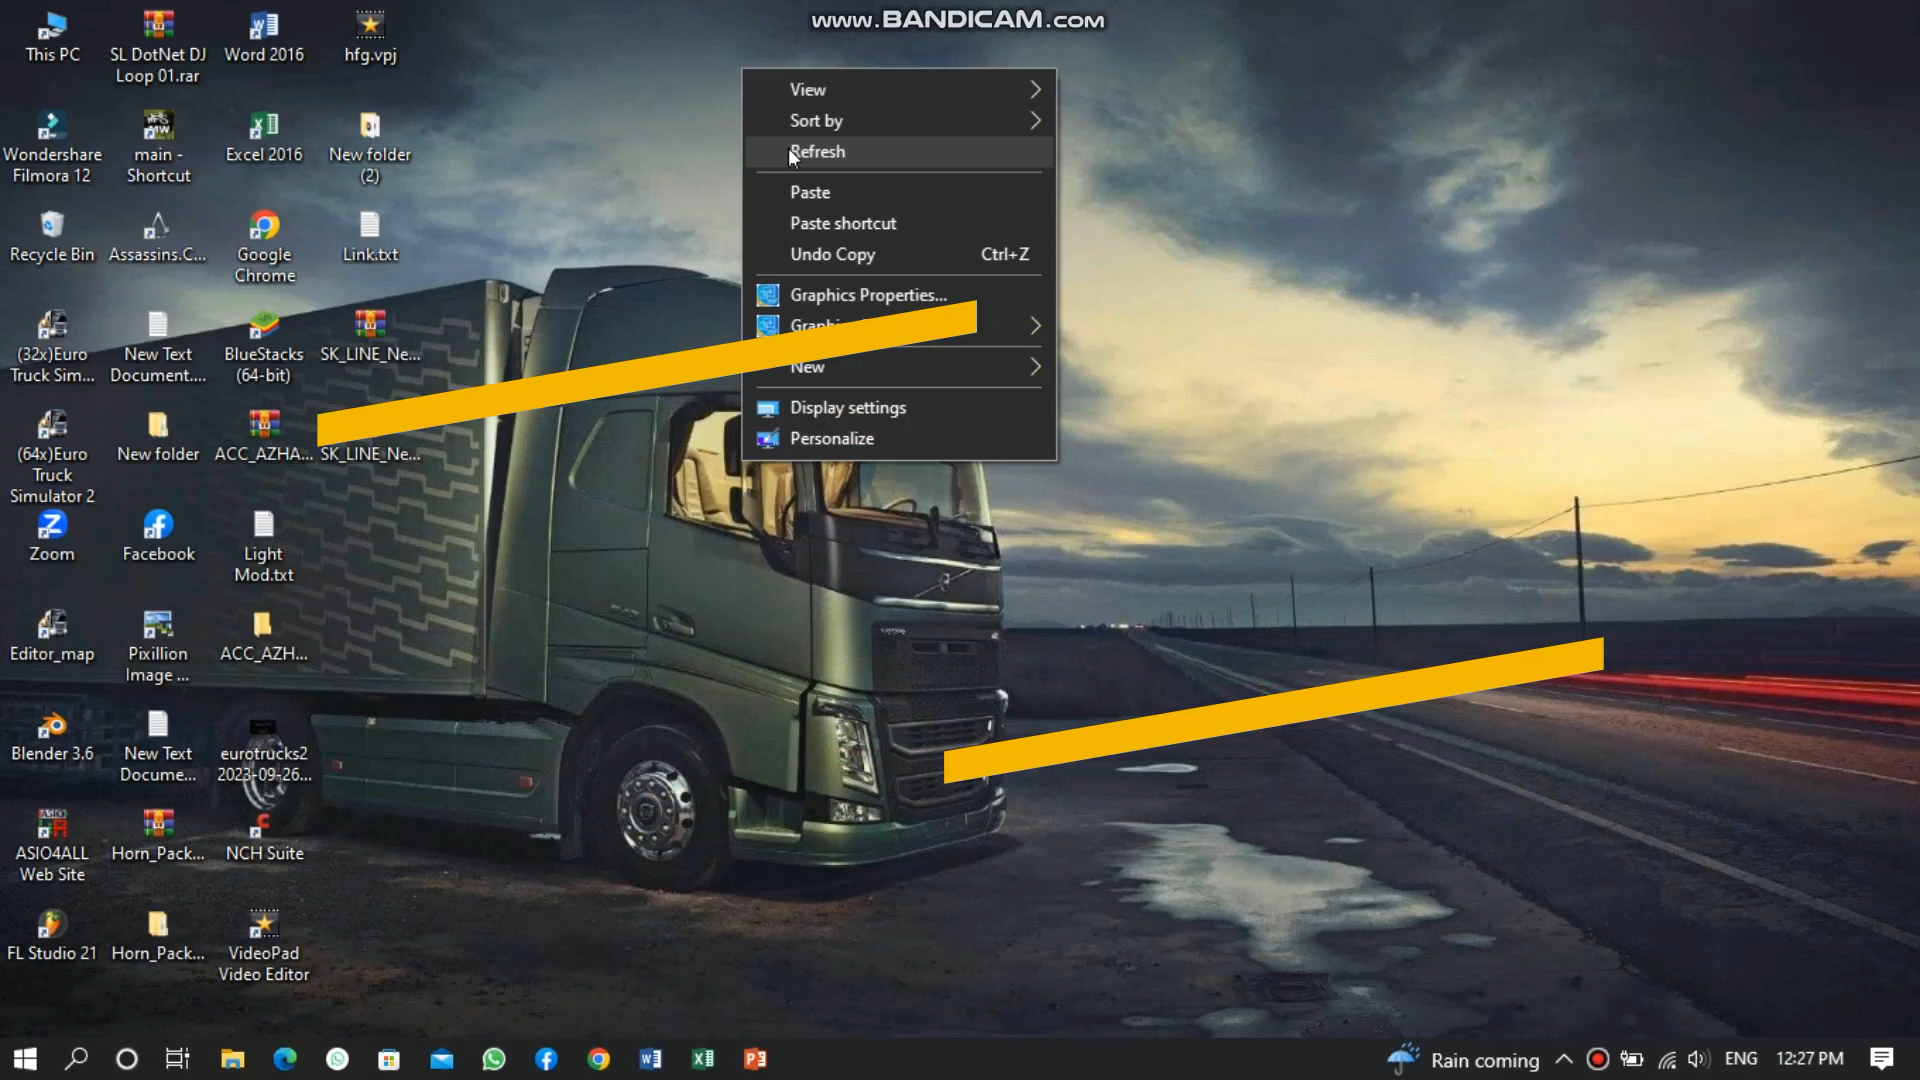 www.BANDICAM.com
This PC
SL DotNet DJ
Loop 01.rar
Word 2016
hfg.vpj
Wondershare
Filmora 12
main -
Shortcut
Excel 2016
New folder
(2)
Recycle Bin
Assassins.C...
Google
Chrome
Link.txt
(32x)Euro
Truck Sim...
New Text
Document....
BlueStacks
(64-bit)
SK_LINE_Ne...
(64x)Euro
Truck
Simulator 2
New folder
ACC_AZHA...
SK_LINE_Ne...
Zoom
Facebook
Light
Mod.txt
Editor_map
Pixillion
Image ...
ACC_AZH...
Blender 3.6
New Text
Docume...
eurotrucks2
2023-09-26...
ASIO4ALL
Web Site
Horn_Pack...
NCH Suite
FL Studio 21
Horn_Pack...
VideoPad
Video Editor
View
Sort by
Refresh
Paste
Paste shortcut
Undo Copy Ctrl+Z
Graphics Properties...
New
Display settings
Personalize
Rain coming
ENG
12:27 PM